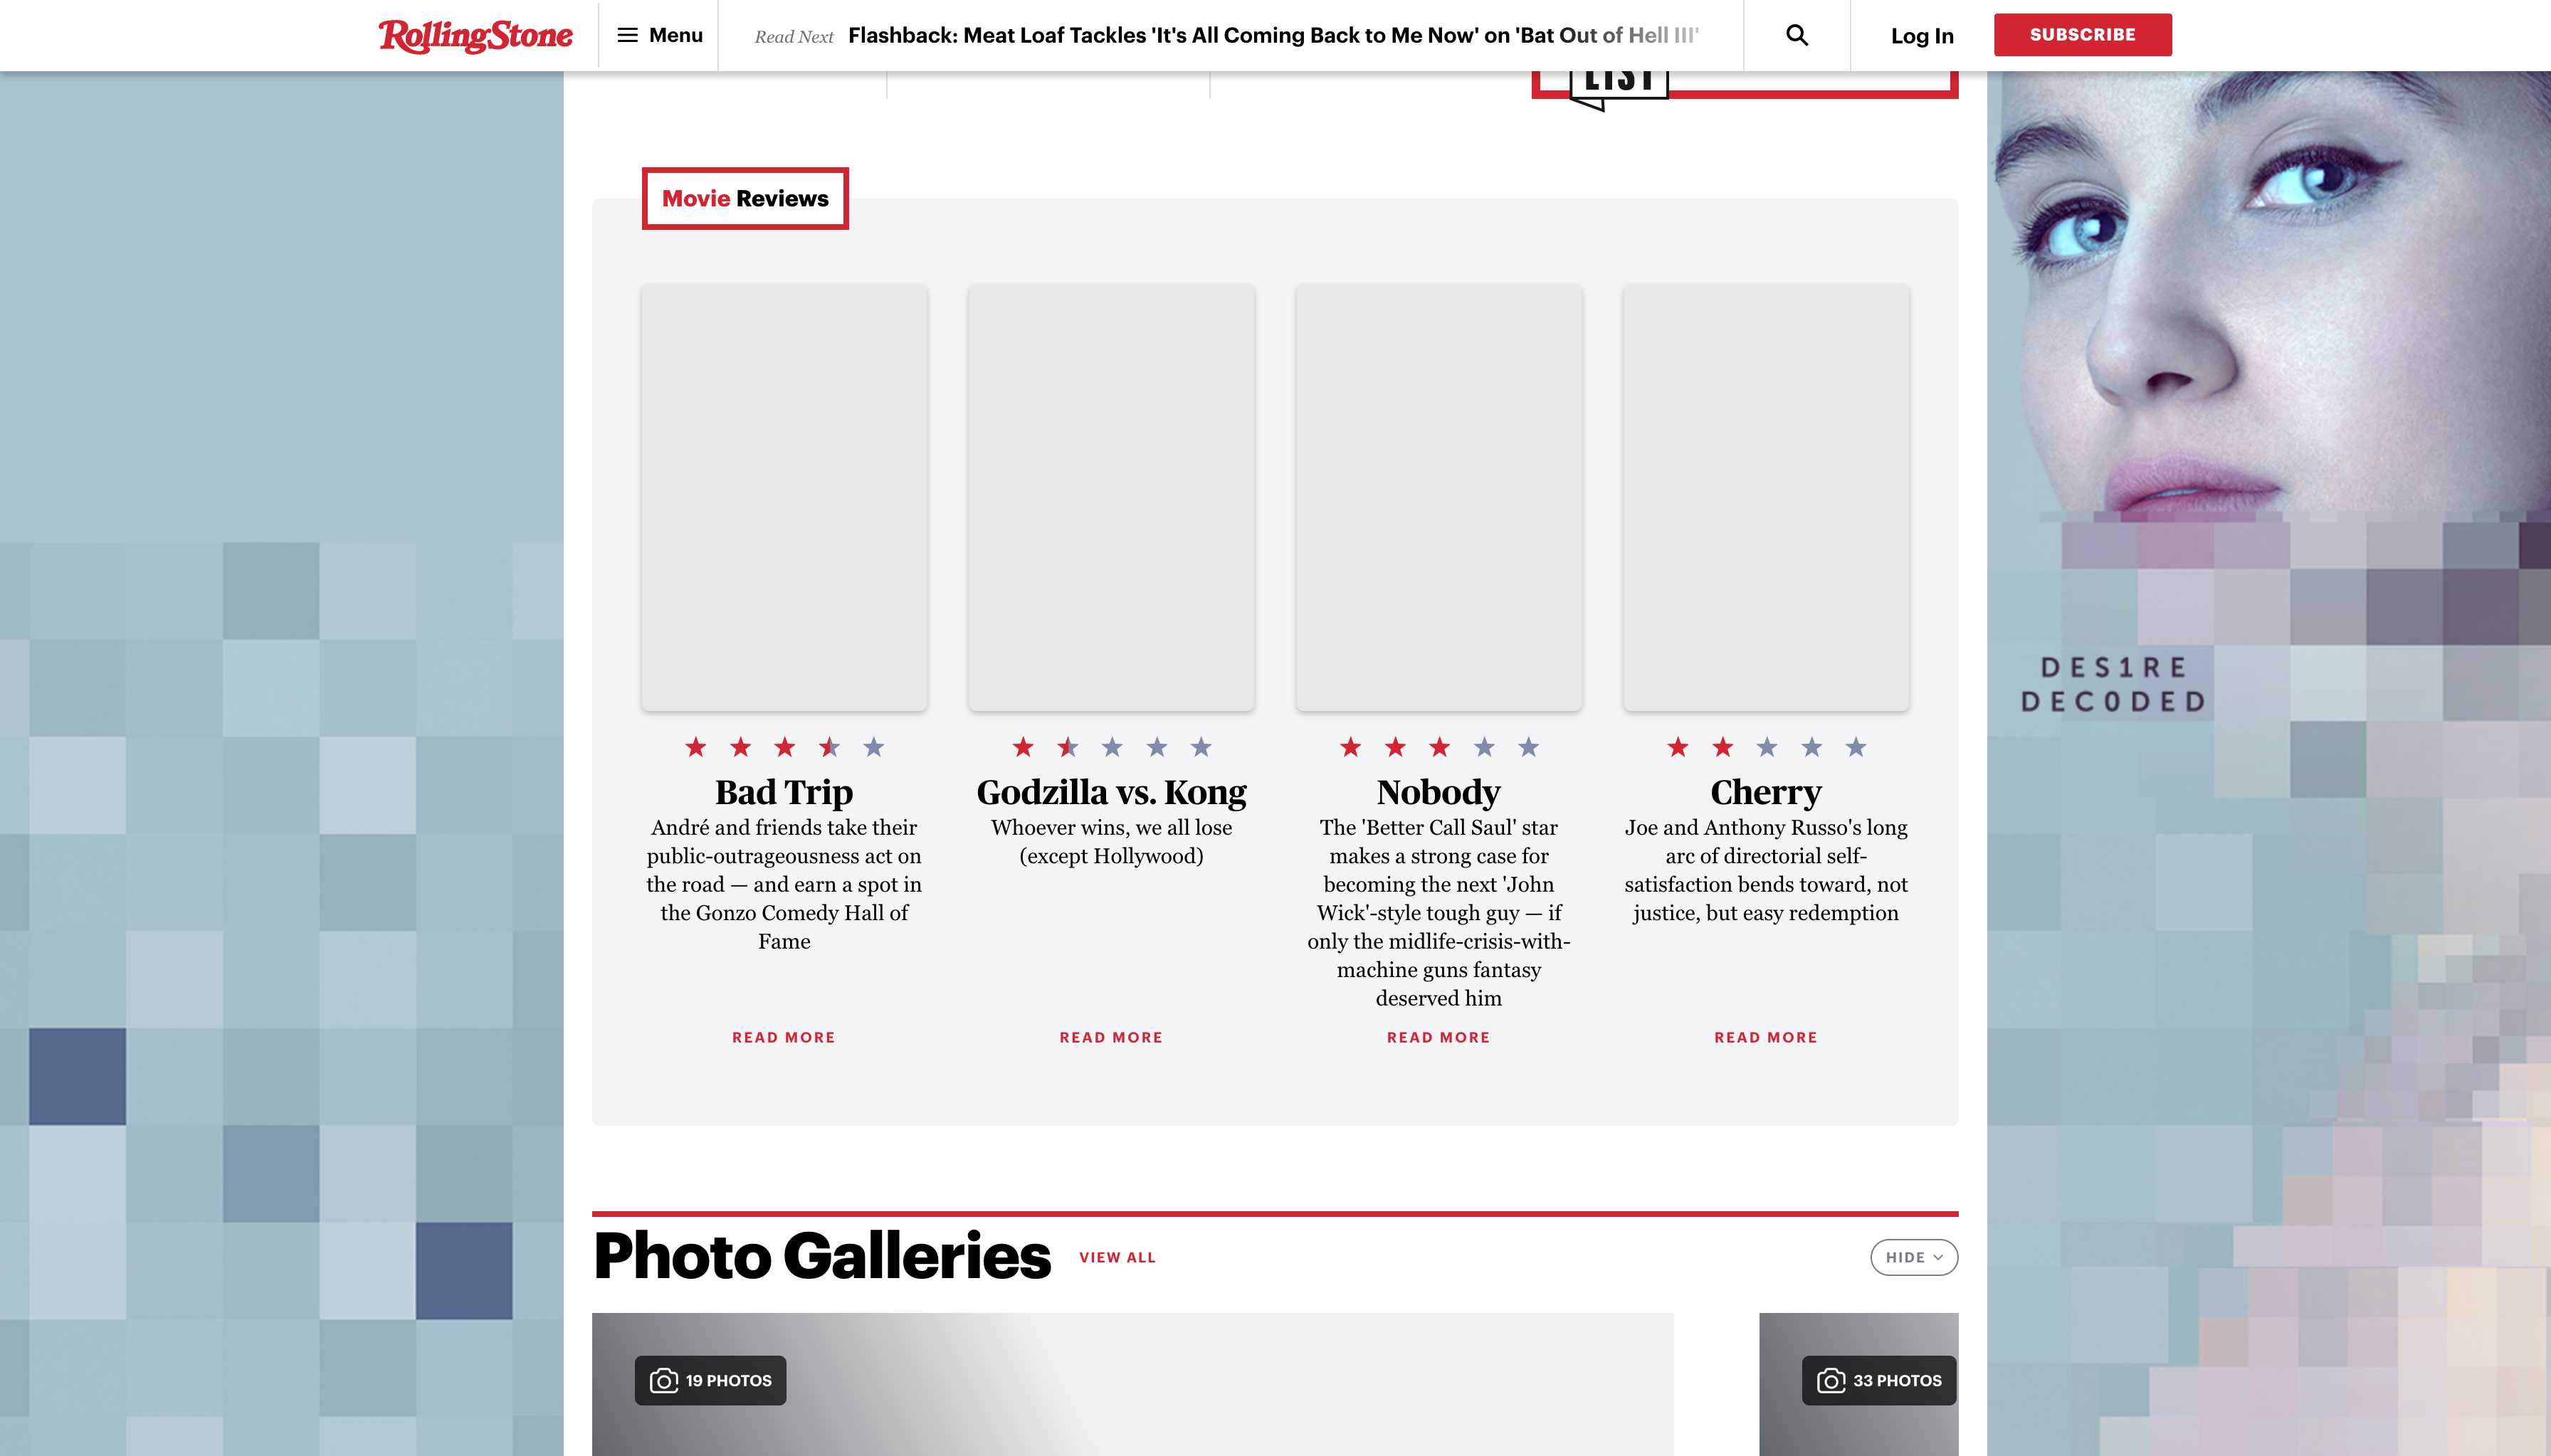 RollingStone
Menu
Read Next Flashback: Meat Loaf Tackles 'It's All Coming Back to Me Now' on 'Bat Out of Hell III'
Log In
SUBSCRIBE
LIST
Movie Reviews
Bad Trip
André and friends take their
public-outrageousness act on
the road — and earn a spot in
the Gonzo Comedy Hall of
Fame
READ MORE
Godzilla vs. Kong
Whoever wins, we all lose
(except Hollywood)
READ MORE
Nobody
The 'Better Call Saul' star
makes a strong case for
becoming the next 'John
Wick'-style tough guy — if
only the midlife-crisis-with-
machine guns fantasy
deserved him
READ MORE
Cherry
Joe and Anthony Russo's long
arc of directorial self-
satisfaction bends toward, not
justice, but easy redemption
READ MORE
DES1RE
DEC0DED
Photo Galleries
VIEW ALL
HIDE
19 PHOTOS
33 PHOTOS